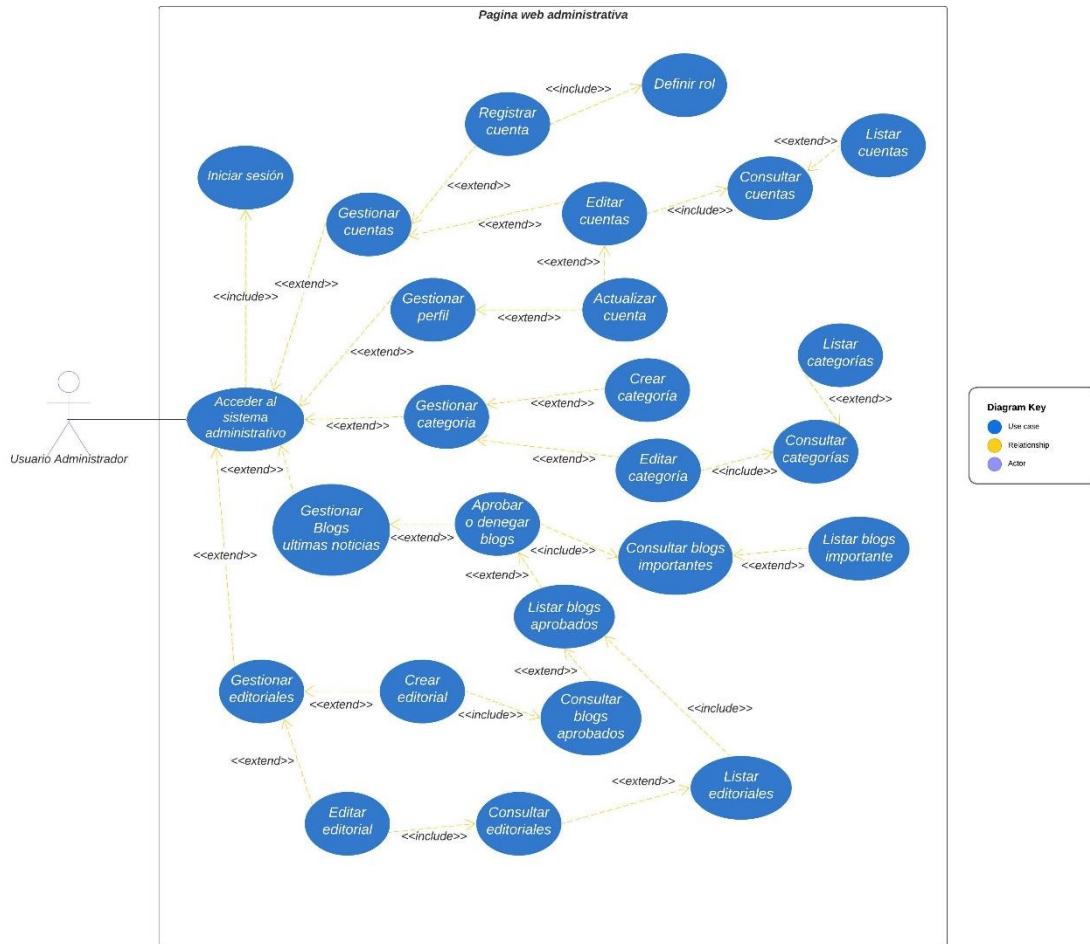 Pagina web administrativa
Definir rol
<<include>>
Registrar
cuenta
Listar
cuentas
<<extend>>
Iniciar sesión
Consultar
cuentas
<<extend>>
Editar
cuentas
<<include>>
Gestionar
cuentas
<<extend>>
<<extend>>
<<include>>
<<extend>>
Gestionar
perfil
<<extend>>
Actualizar
cuenta
Listar
categorías
<<extend>>
Crear
categoría
Acceder al
sistema
administrativo
Usuario Administrador
<<extend>>
Gestionar
categoria
<<extend>>
<<extend>>
Consultar
categorías
<<extend>>
Editar
categoría
<<include>>
<<extend>>
Gestionar
Blogs
ultimas noticias
<<extend>>
Aprobar
o denegar
blogs
<<include>>
Consultar blogs
importantes
<<extend>>
Listar blogs
importante
<<extend>>
<<extend>>
Listar blogs
aprobados
<<extend>>
Gestionar
editoriales
<<extend>>
Crear
editorial
<<include>>
Consultar
blogs
aprobados
<<include>>
<<extend>>
Listar
editoriales
<<extend>>
Editar
editorial
<<include>>
Consultar
editoriales
Diagram Key
Use case
Relationship
Actor